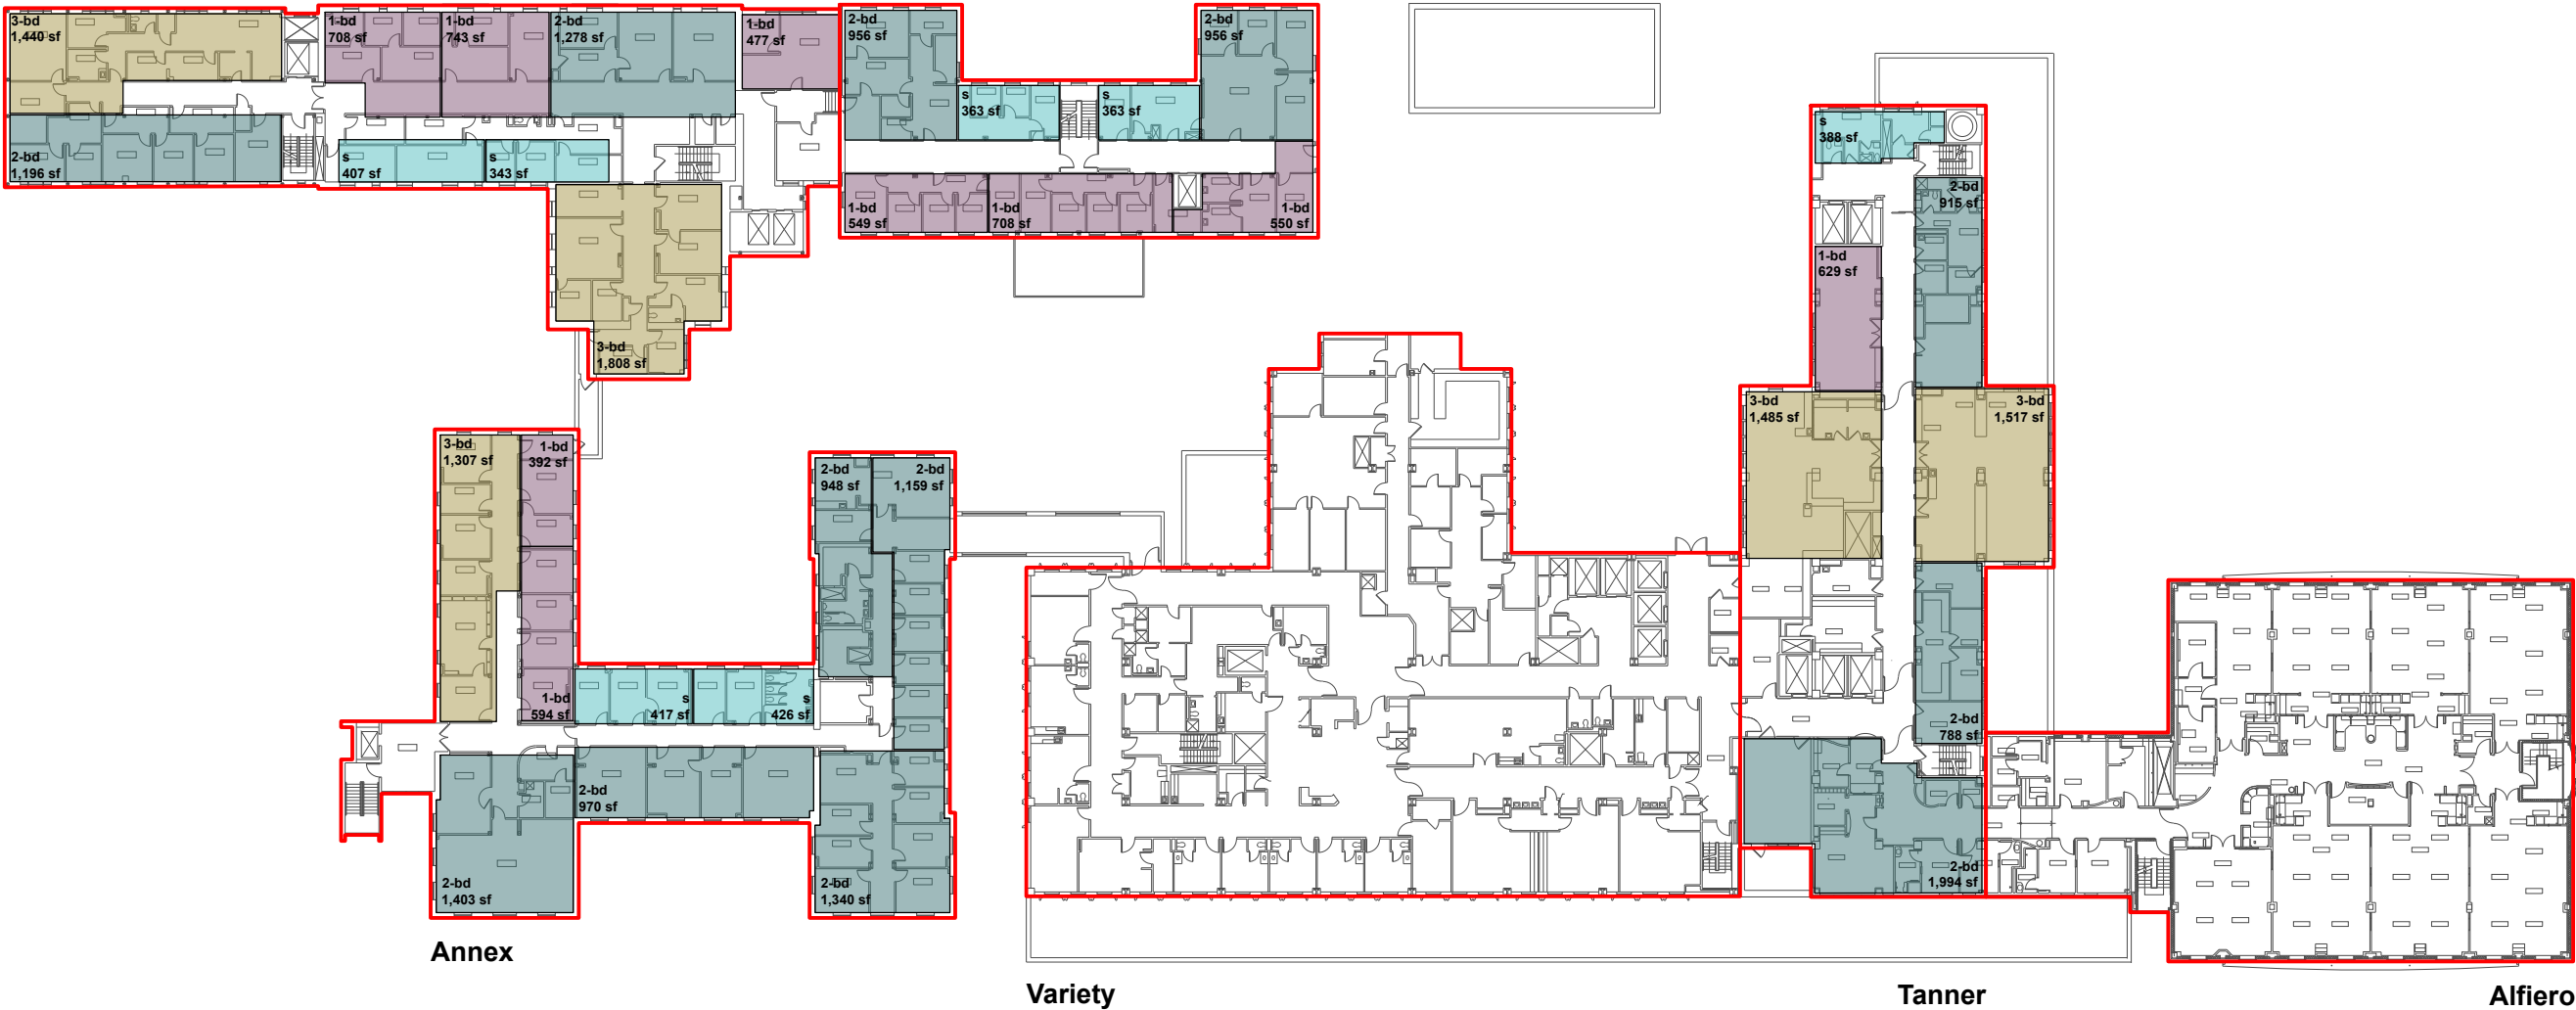 3-bd
1,440 sf
1-bd
708 sf
1-bd
743 sf
2-bd
1,278 sf
1-bd
477 sf
2-bd
956 sf
2-bd
956 sf
s
363 sf
s
363 sf
2-bd
1,196 sf
s
407 sf
s
343 sf
1-bd
549 sf
1-bd
708 sf
1-bd
550 sf
3-bd
1,808 sf
s
388 sf
2-bd
915 sf
1-bd
629 sf
3-bd
1,485 sf
3-bd
1,517 sf
3-bd
1,307 sf
1-bd
392 sf
2-bd
948 sf
2-bd
1,159 sf
1-bd
594 sf
s
417 sf
s
426 sf
2-bd
788 sf
2-bd
970 sf
2-bd
1,403 sf
2-bd
1,340 sf
2-bd
1,994 sf
Annex
Variety
Tanner
Alfiero